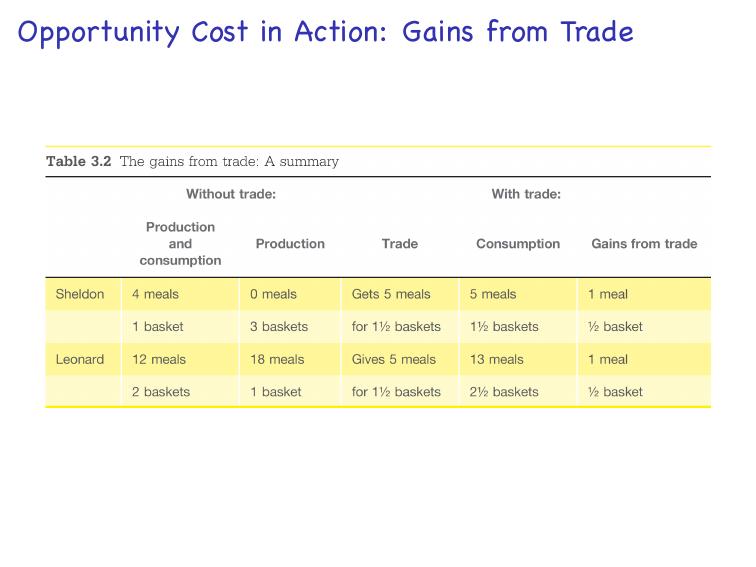 Opportunity Cost in Action: Gains from Trade
Table 3.2 The gains from trade: A summary
Without trade: With trade:
Production
and
consumption
Production Trade Consumption Gains from trade
Sheldon 4 meals 0 meals Gets 5 meals 5 meals 1 meal
1 basket 3 baskets for 1½ baskets 1½ baskets ½ basket
Leonard 12 meals 18 meals Gives 5 meals 13 meals 1 meal
2 baskets 1 basket for 1½ baskets 2½ baskets ½ basket